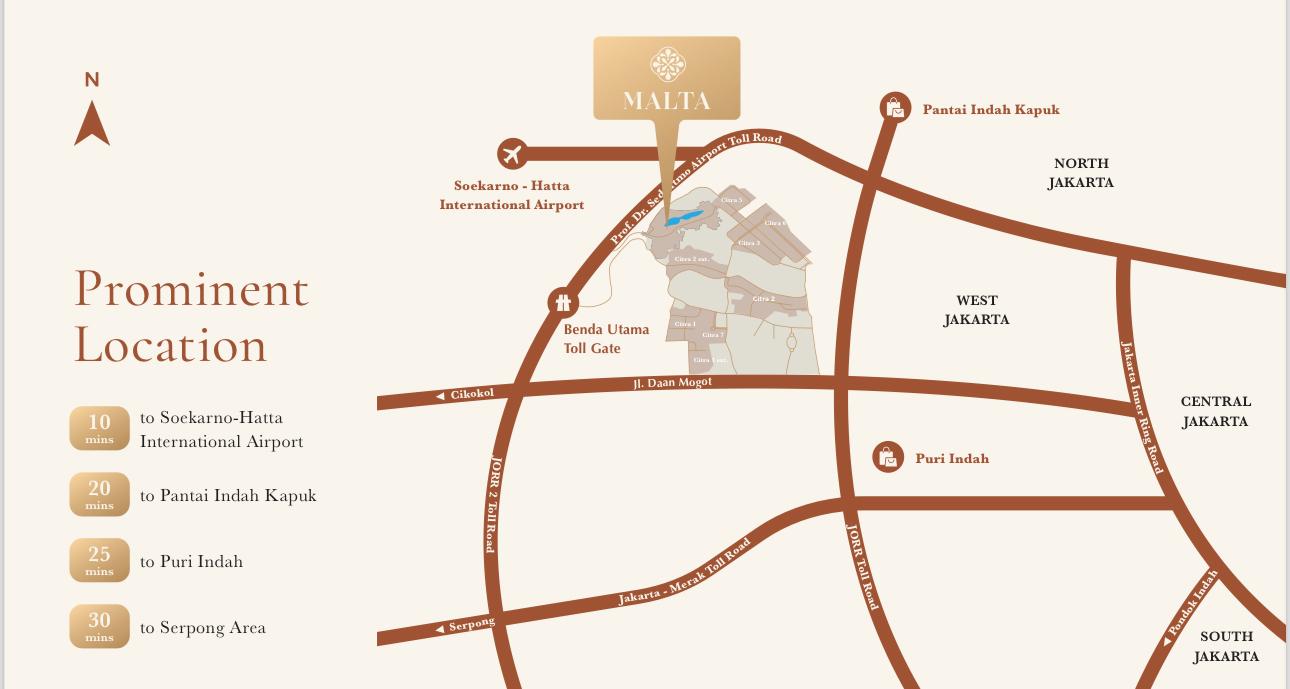 N
Prominent
Location
10
mins
to Soekarno-Hatta
International Airport
20
mins
to Pantai Indah Kapuk
25
mins
to Puri Indah
30
mins
to Serpong Area
MALTA
Soekarno - Hatta
International Airport
Pantai Indah Kapuk
Prof. Dr. Sedyatmo Airport Toll Road
NORTH
JAKARTA
Citra 5
Citra 6
Citra 3
Citra 2 ext.
Citra 2
Citra 1
Citra 7
Citra 1 ext.
Benda Utama
Toll Gate
WEST
JAKARTA
Jl. Daan Mogot
◄ Cikokol
Jakarta Inner Ring Road
CENTRAL
JAKARTA
Puri Indah
JORR 2 Toll Road
JORR Toll Road
Jakarta - Merak Toll Road
◄ Serpong
◄ Pondok Indah
SOUTH
JAKARTA